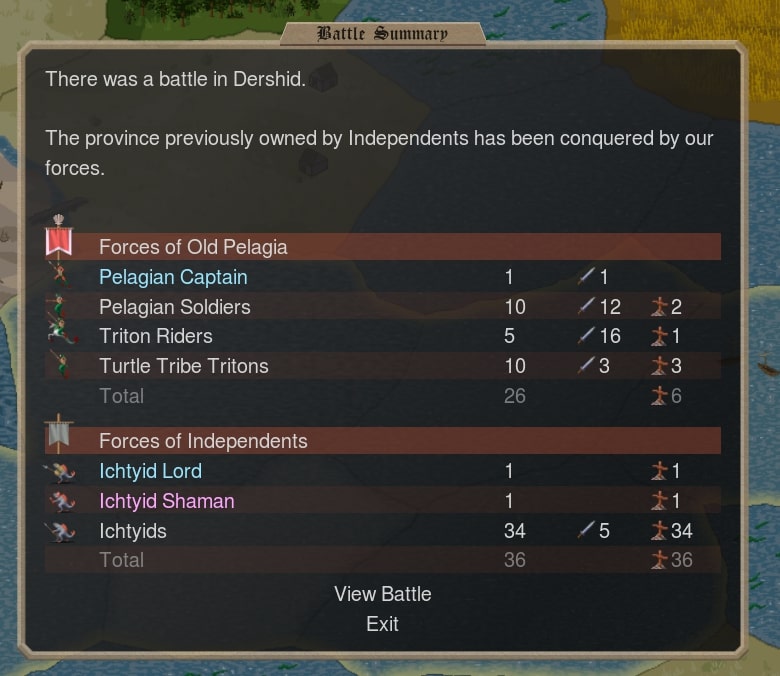 Battle Summary
There was a battle in Dershid.
The province previously owned by Independents has been conquered by our
forces.
Forces of Old Pelagia
Pelagian Captain 1 1
Pelagian Soldiers 10 12 2
Triton Riders 5 16 1
Turtle Tribe Tritons 10 3 3
Total 26 6
Forces of Independents
Ichtyid Lord 1 1
Ichtyid Shaman 1 1
Ichtyids 34 5 34
Total 36 36
View Battle
Exit